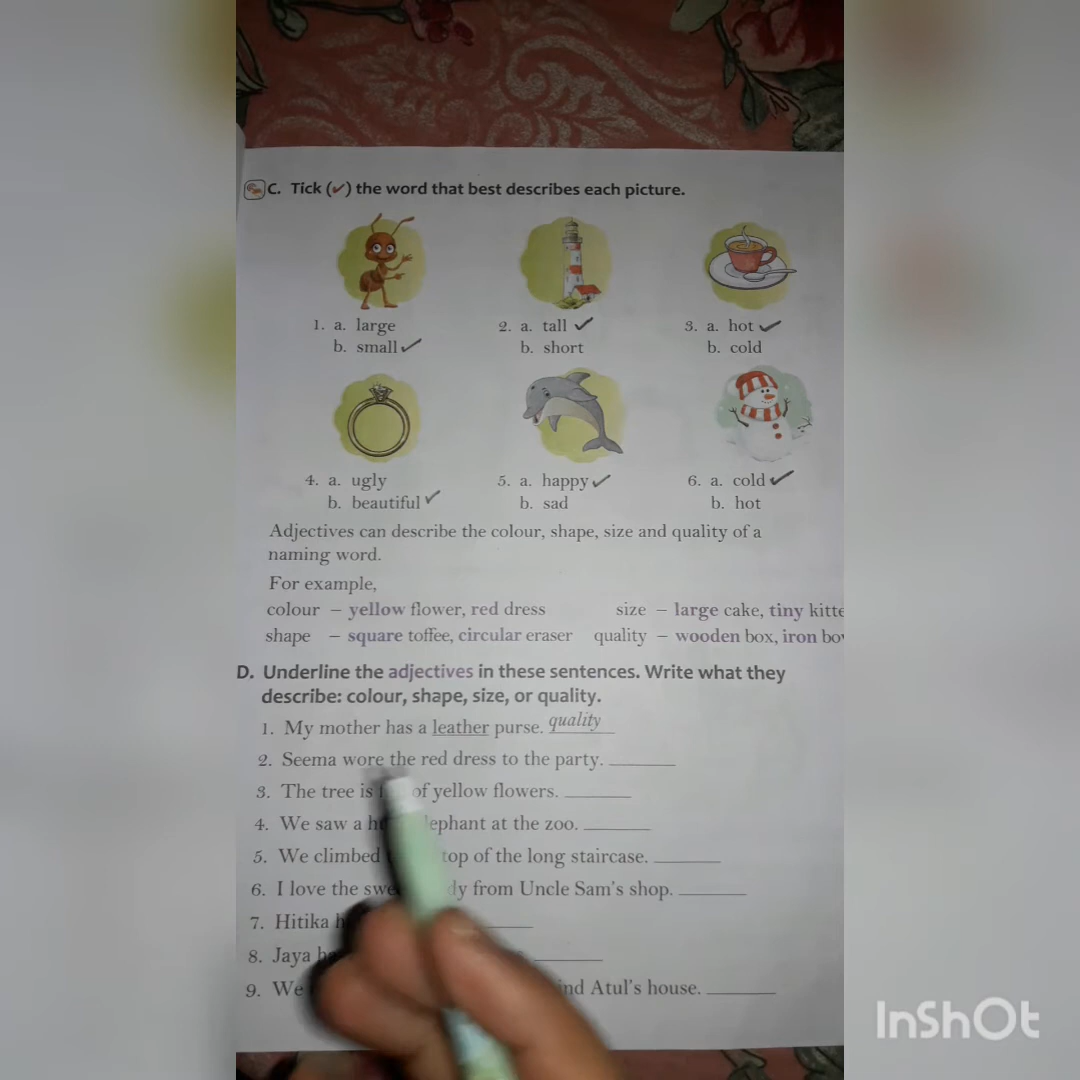 C. Tick (✓) the word that best describes each picture.
1. a. large
b. small ✓
2. a. tall ✓
b. short
3. a. hot ✓
b. cold
4. a. ugly
b. beautiful ✓
5. a. happy ✓
b. sad
6. a. cold ✓
b. hot
Adjectives can describe the colour, shape, size and quality of a
naming word.
For example,
colour – yellow flower, red dress size – large cake, tiny
shape – square toffee, circular eraser quality – wooden box, iron
D. Underline the adjectives in these sentences. Write what they
describe: colour, shape, size, or quality.
1. My mother has a leather purse. quality
2. Seema wore the red dress to the party.
3. The tree is of yellow flowers.
4. We saw a at the zoo.
5. We climbed top of the long staircase.
6. I love the from Uncle Sam's shop.
7. Hitika
8. Jaya
9. We Atul's house.
InShOt